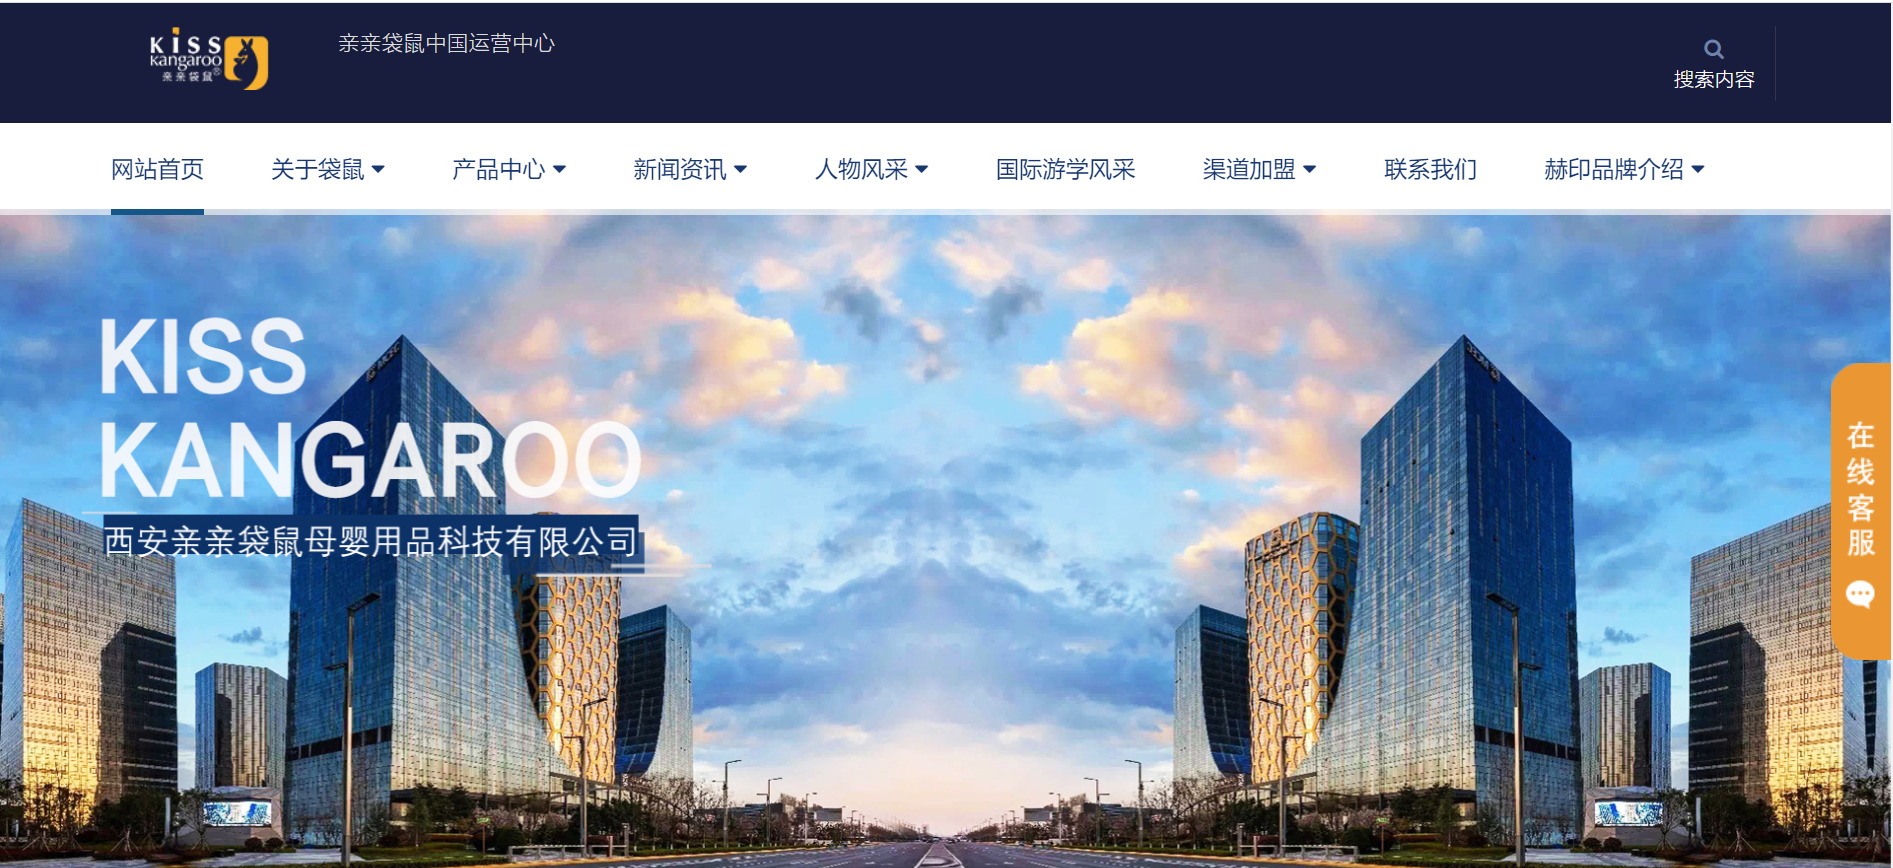 KISS
kangaroo
亲亲袋鼠®
亲亲袋鼠中国运营中心
搜索内容
网站首页 关于袋鼠 产品中心 新闻资讯 人物风采 国际游学风采 渠道加盟 联系我们 赫印品牌介绍
KISS
KANGAROO
西安亲亲袋鼠母婴用品科技有限公司
在线客服